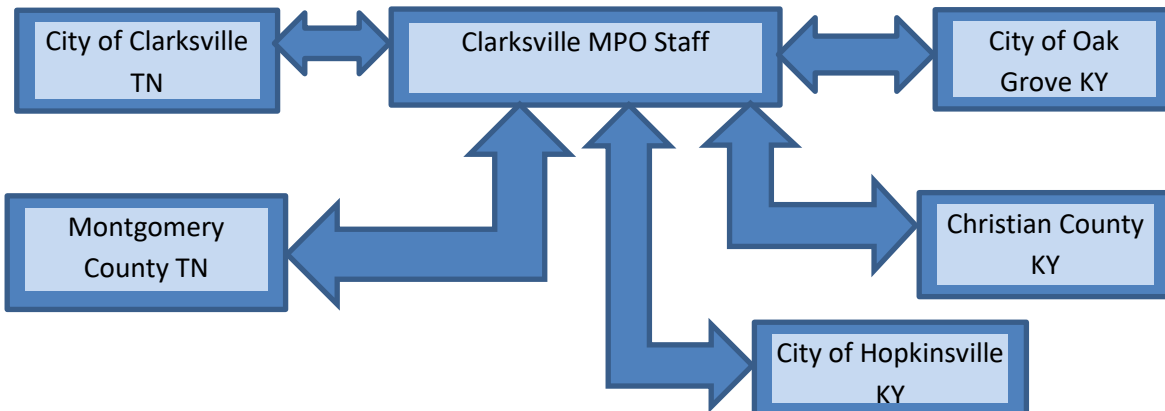 City of Clarksville
TN
Clarksville MPO Staff
City of Oak
Grove KY
Montgomery
County TN
Christian County
KY
City of Hopkinsville
KY